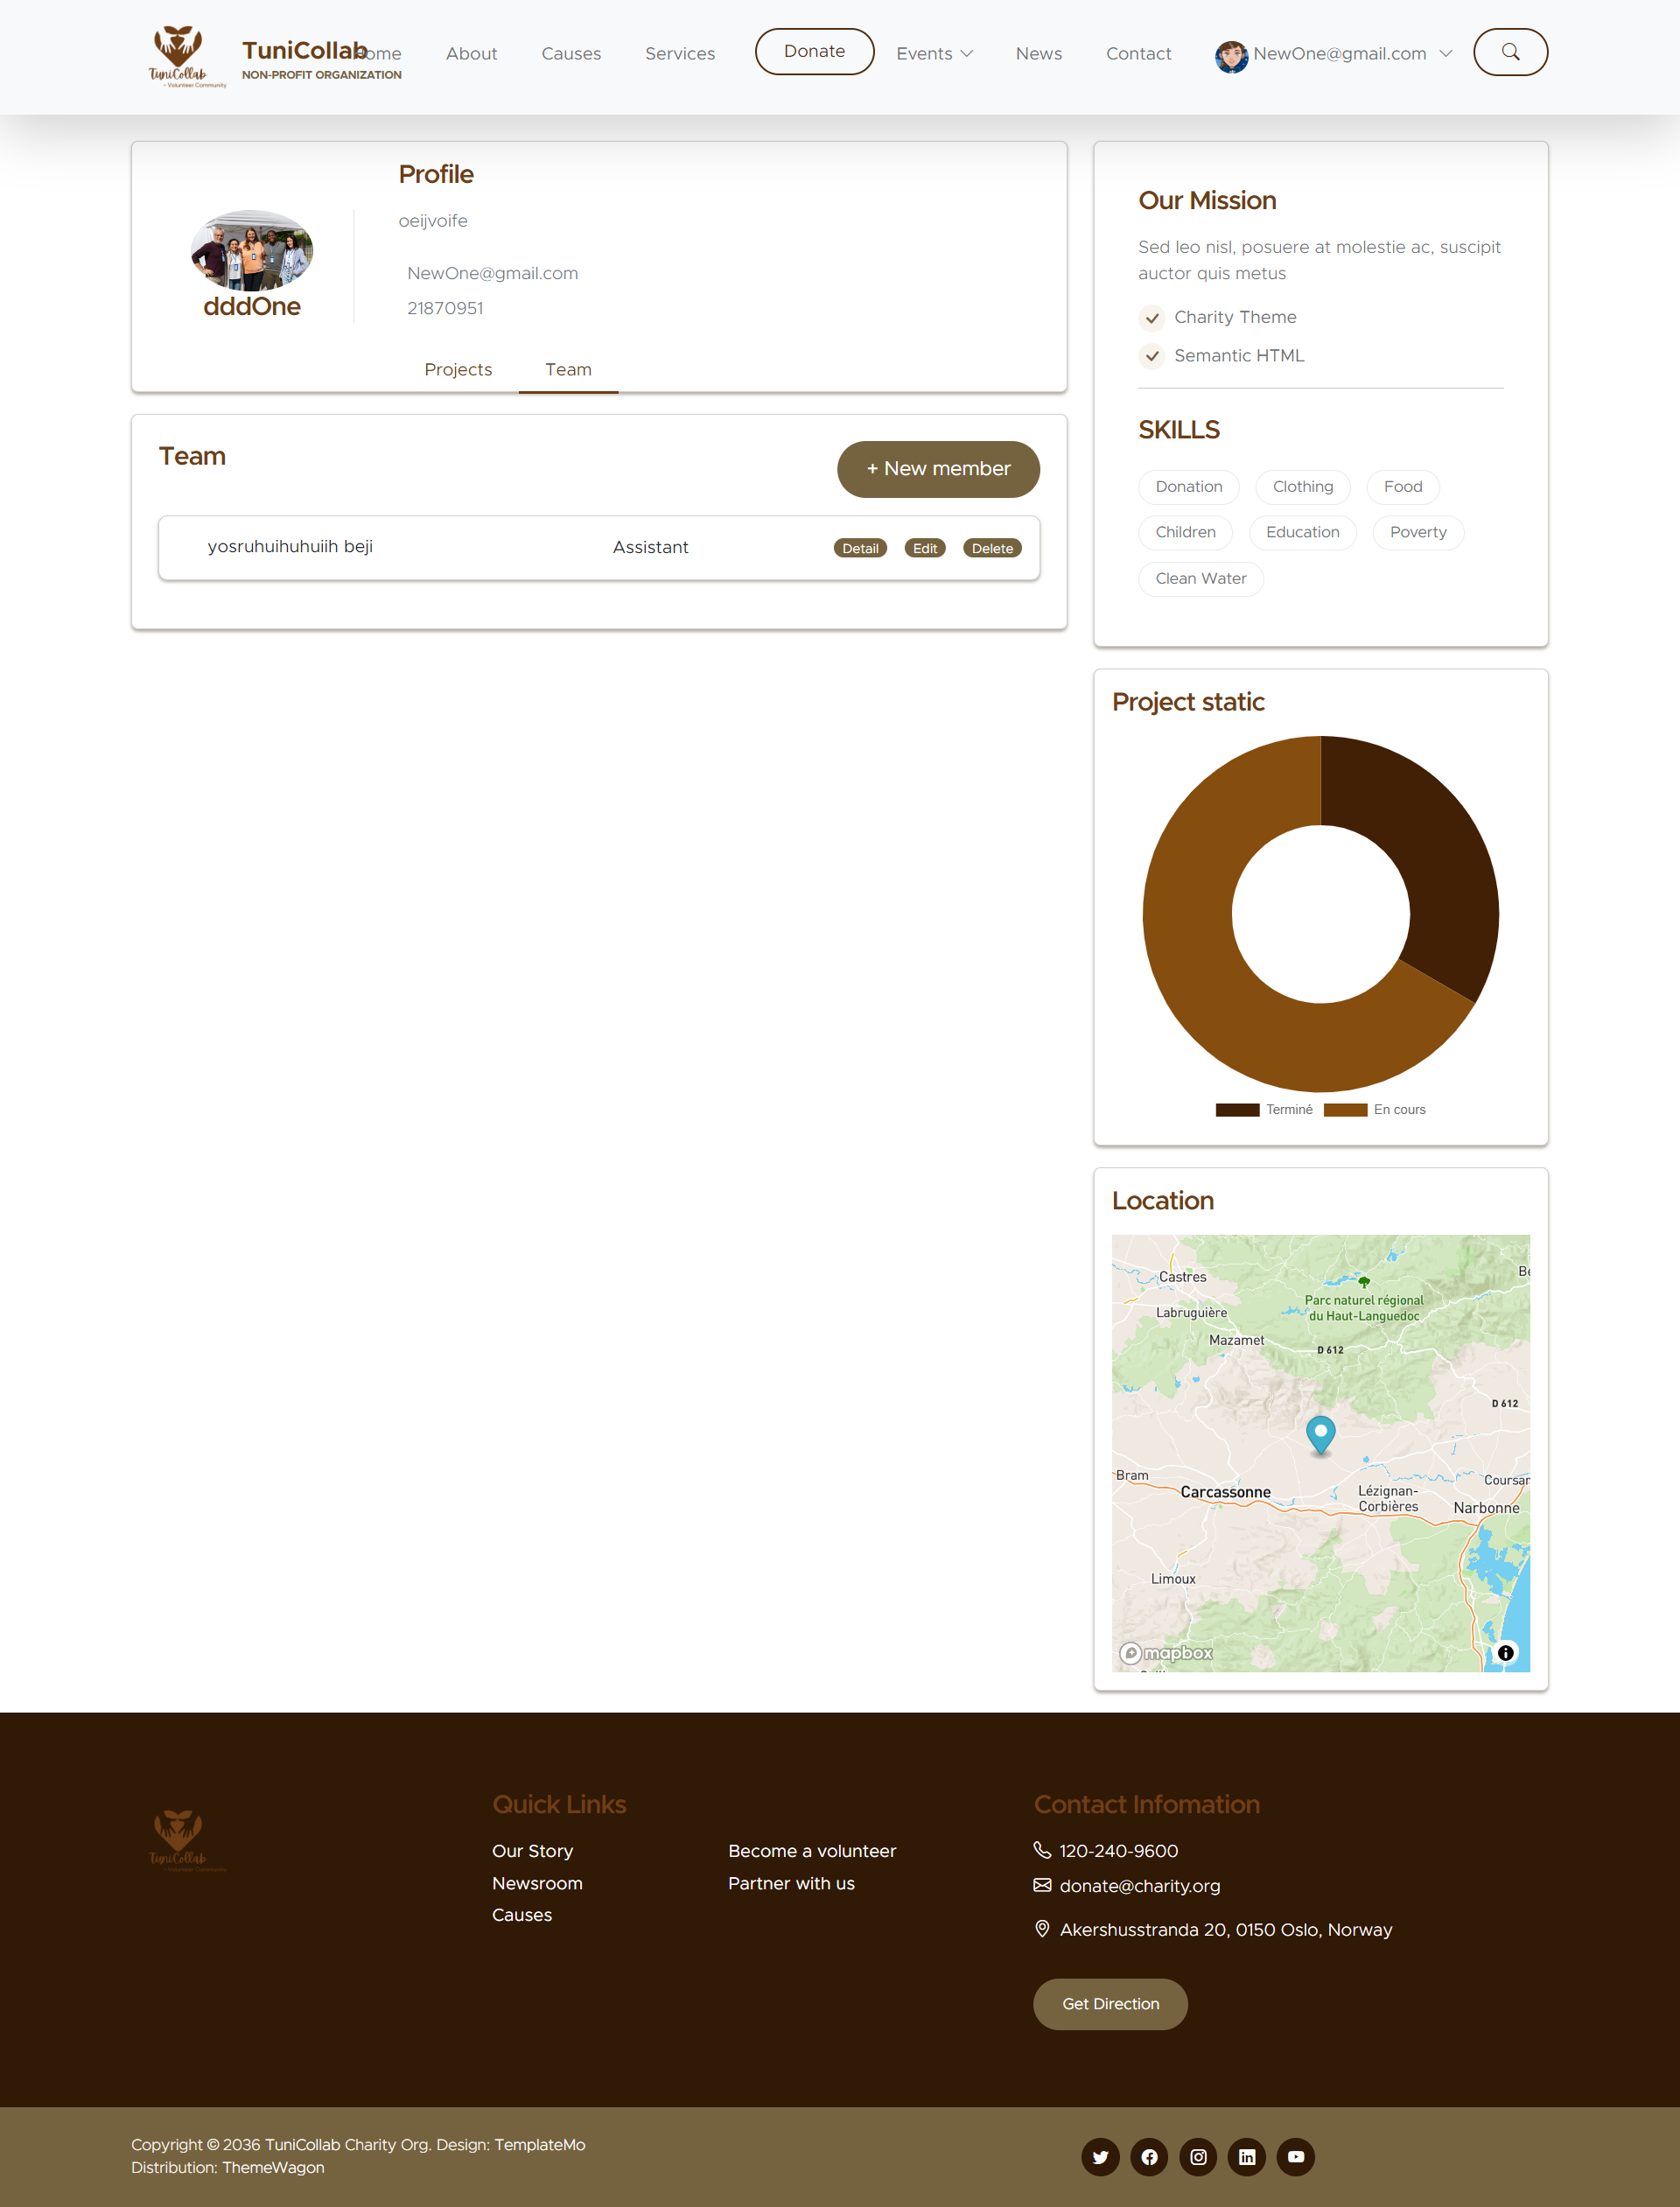 TuniCollab
~ Volunteer Community
TuniCollab
NON-PROFIT ORGANIZATION
Home
About
Causes
Services
Donate
Events
News
Contact
NewOne@gmail.com
Profile
oeijvoife
NewOne@gmail.com
21870951
dddOne
Projects
Team
Team
+ New member
yosruhuihuhuiih beji
Assistant
Detail
Edit
Delete
Our Mission
Sed leo nisl, posuere at molestie ac, suscipit
auctor quis metus
Charity Theme
Semantic HTML
SKILLS
Donation
Clothing
Food
Children
Education
Poverty
Clean Water
Project static
Terminé
En cours
Location
Castres
Parc naturel régional
du Haut-Languedoc
Labruguière
Mazamet
D 612
D 612
Bram
Carcassonne
Lézignan-
Corbières
Coursan
Narbonne
Limoux
mapbox
TuniCollab
~ Volunteer Community
Quick Links
Our Story
Newsroom
Causes
Become a volunteer
Partner with us
Contact Infomation
120-240-9600
donate@charity.org
Akershusstranda 20, 0150 Oslo, Norway
Get Direction
Copyright © 2036 TuniCollab Charity Org. Design: TemplateMo
Distribution: ThemeWagon